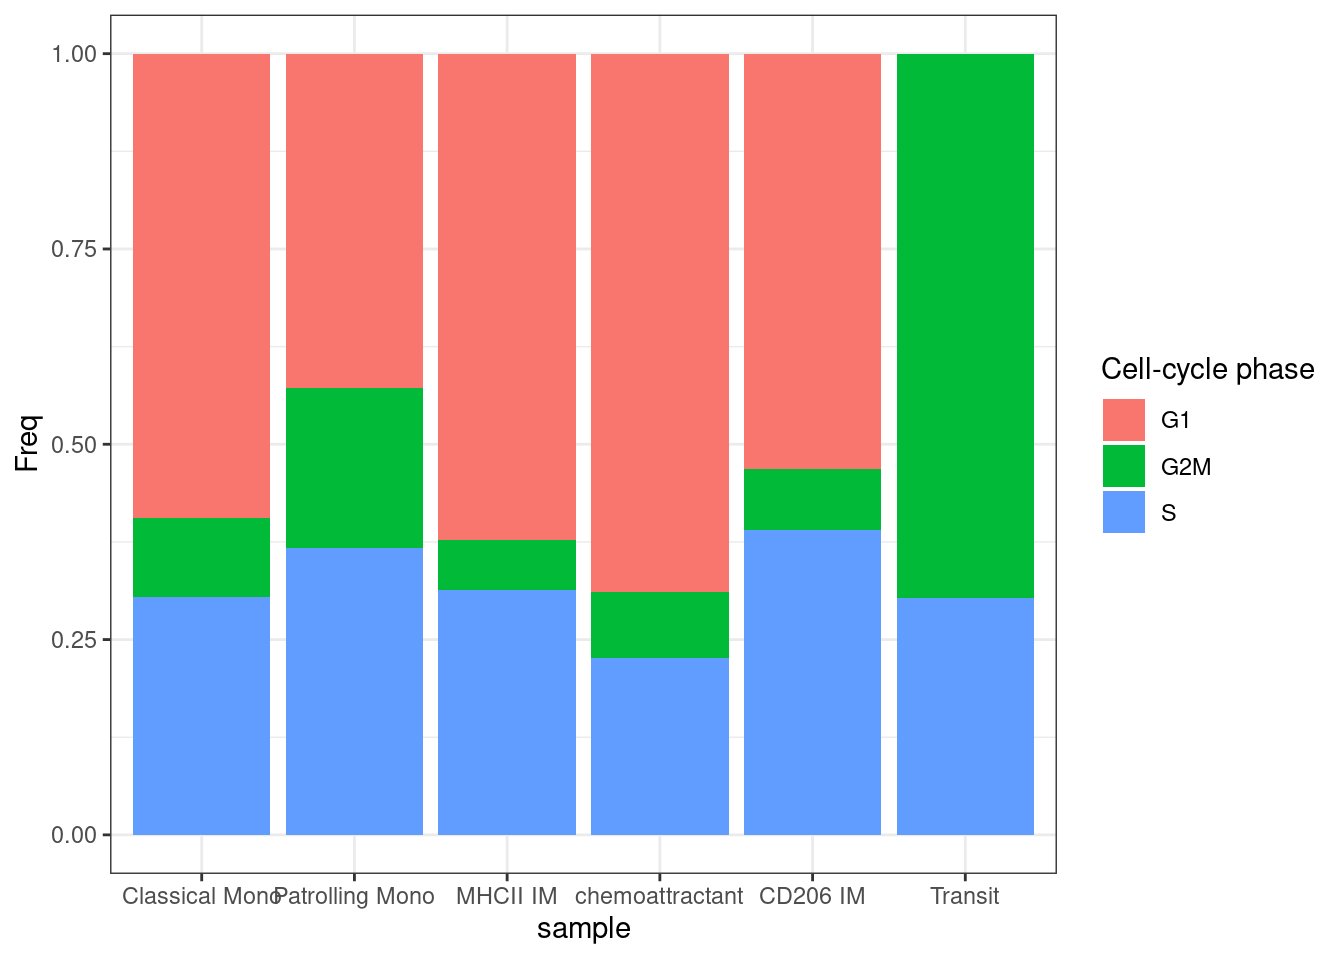 1.00
0.75
0.50
0.25
0.00
Freq
Classical Mono Patrolling Mono MHCII IM chemoattractant CD206 IM Transit
sample
Cell-cycle phase
G1
G2M
S